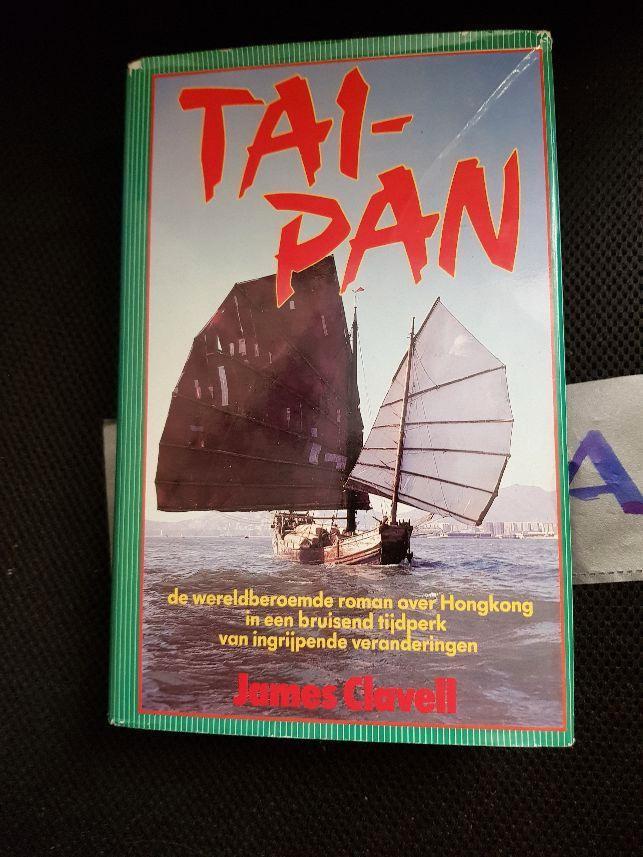 TAI-
PAN
de wereldberoemde roman over Hongkong
in een bruisend tijdperk
van ingrijpende veranderingen
James Clavell
A